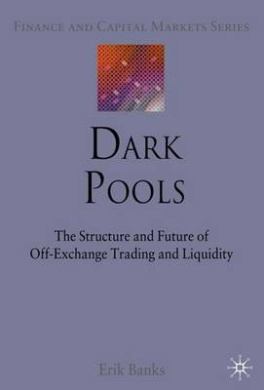 FINANCE AND CAPITAL MARKETS SERIES
DARK
POOLS
The Structure and Future of
Off-Exchange Trading and Liquidity
Erik Banks